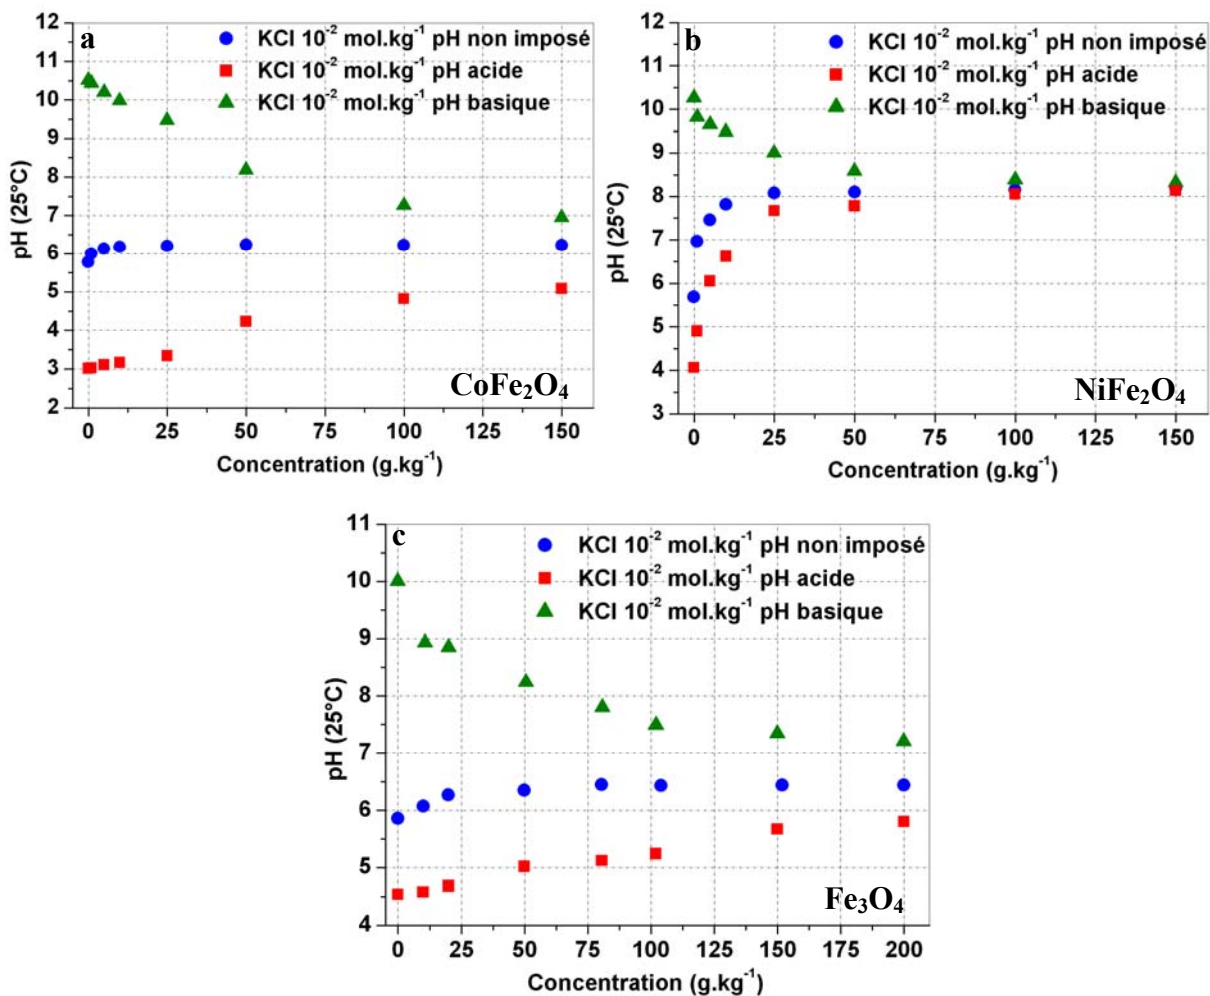 a
12
11
10
9
8
7
6
5
4
3
2
pH (25°C)
KCl 10⁻² mol.kg⁻¹ pH non imposé
KCl 10⁻² mol.kg⁻¹ pH acide
KCl 10⁻² mol.kg⁻¹ pH basique
CoFe₂O₄
0 25 50 75 100 125 150
Concentration (g.kg⁻¹)
b
12
11
10
9
8
7
6
5
4
3
pH (25°C)
KCl 10⁻² mol.kg⁻¹ pH non imposé
KCl 10⁻² mol.kg⁻¹ pH acide
KCl 10⁻² mol.kg⁻¹ pH basique
NiFe₂O₄
0 25 50 75 100 125 150
Concentration (g.kg⁻¹)
c
11
10
9
8
7
6
5
4
pH (25°C)
KCl 10⁻² mol.kg⁻¹ pH non imposé
KCl 10⁻² mol.kg⁻¹ pH acide
KCl 10⁻² mol.kg⁻¹ pH basique
Fe₃O₄
0 25 50 75 100 125 150 175 200
Concentration (g.kg⁻¹)